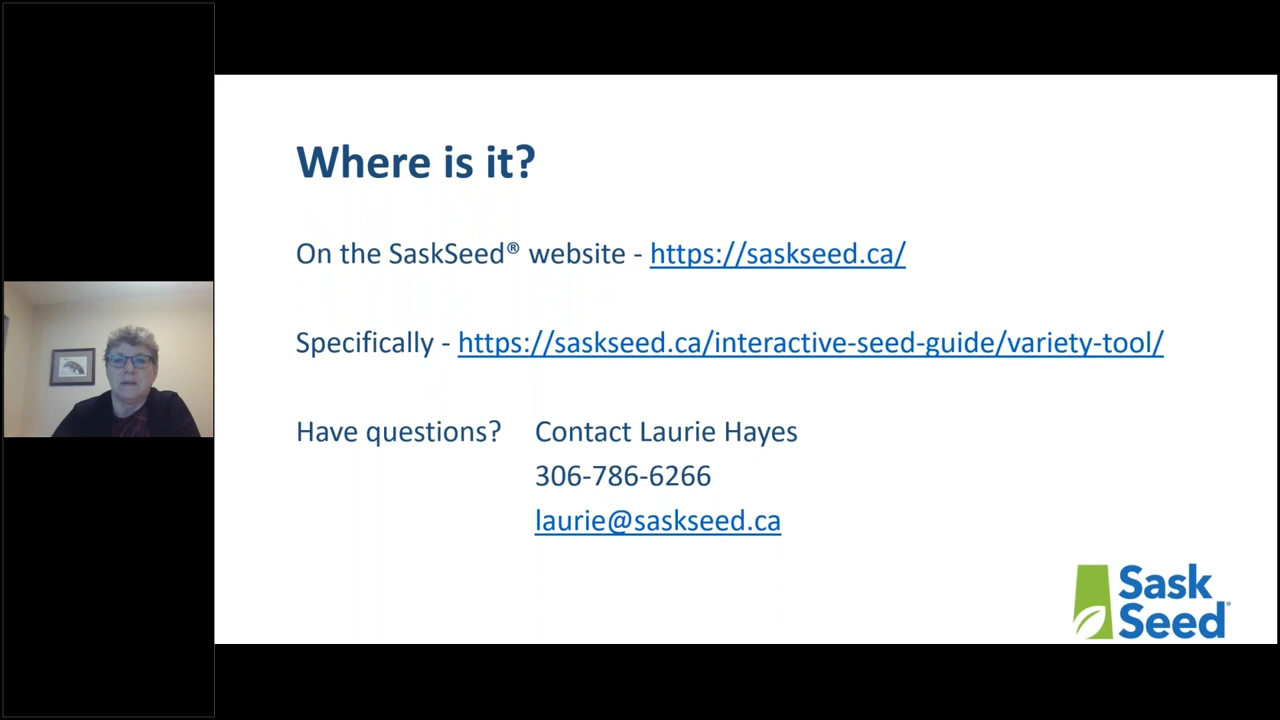 Where is it?
On the SaskSeed® website - https://saskseed.ca/
Specifically - https://saskseed.ca/interactive-seed-guide/variety-tool/
Have questions? Contact Laurie Hayes
306-786-6266
laurie@saskseed.ca
Sask
Seed®